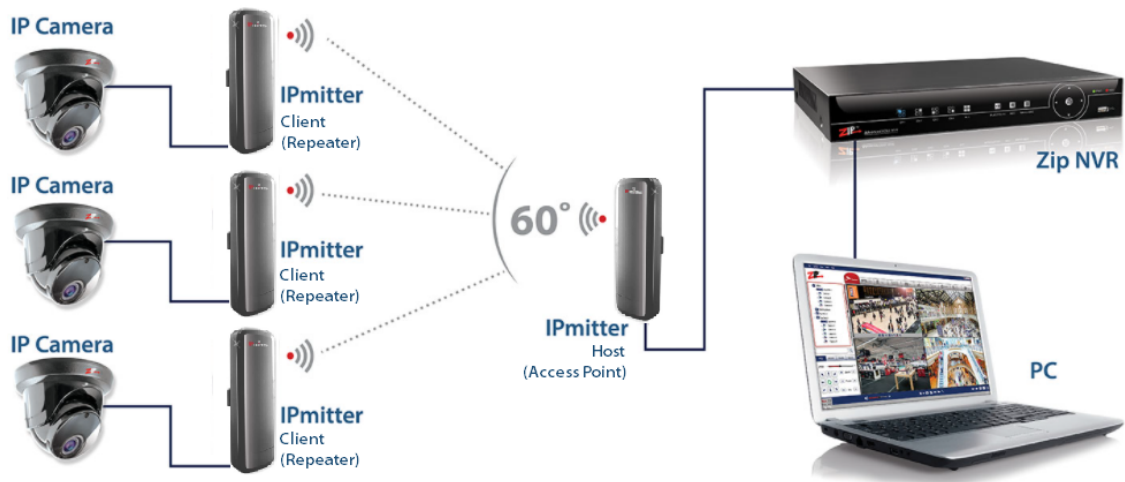 IP Camera
IPmitter
Client
(Repeater)
IP Camera
IPmitter
Client
(Repeater)
IP Camera
IPmitter
Client
(Repeater)
60°
IPmitter
Host
(Access Point)
Zip NVR
PC